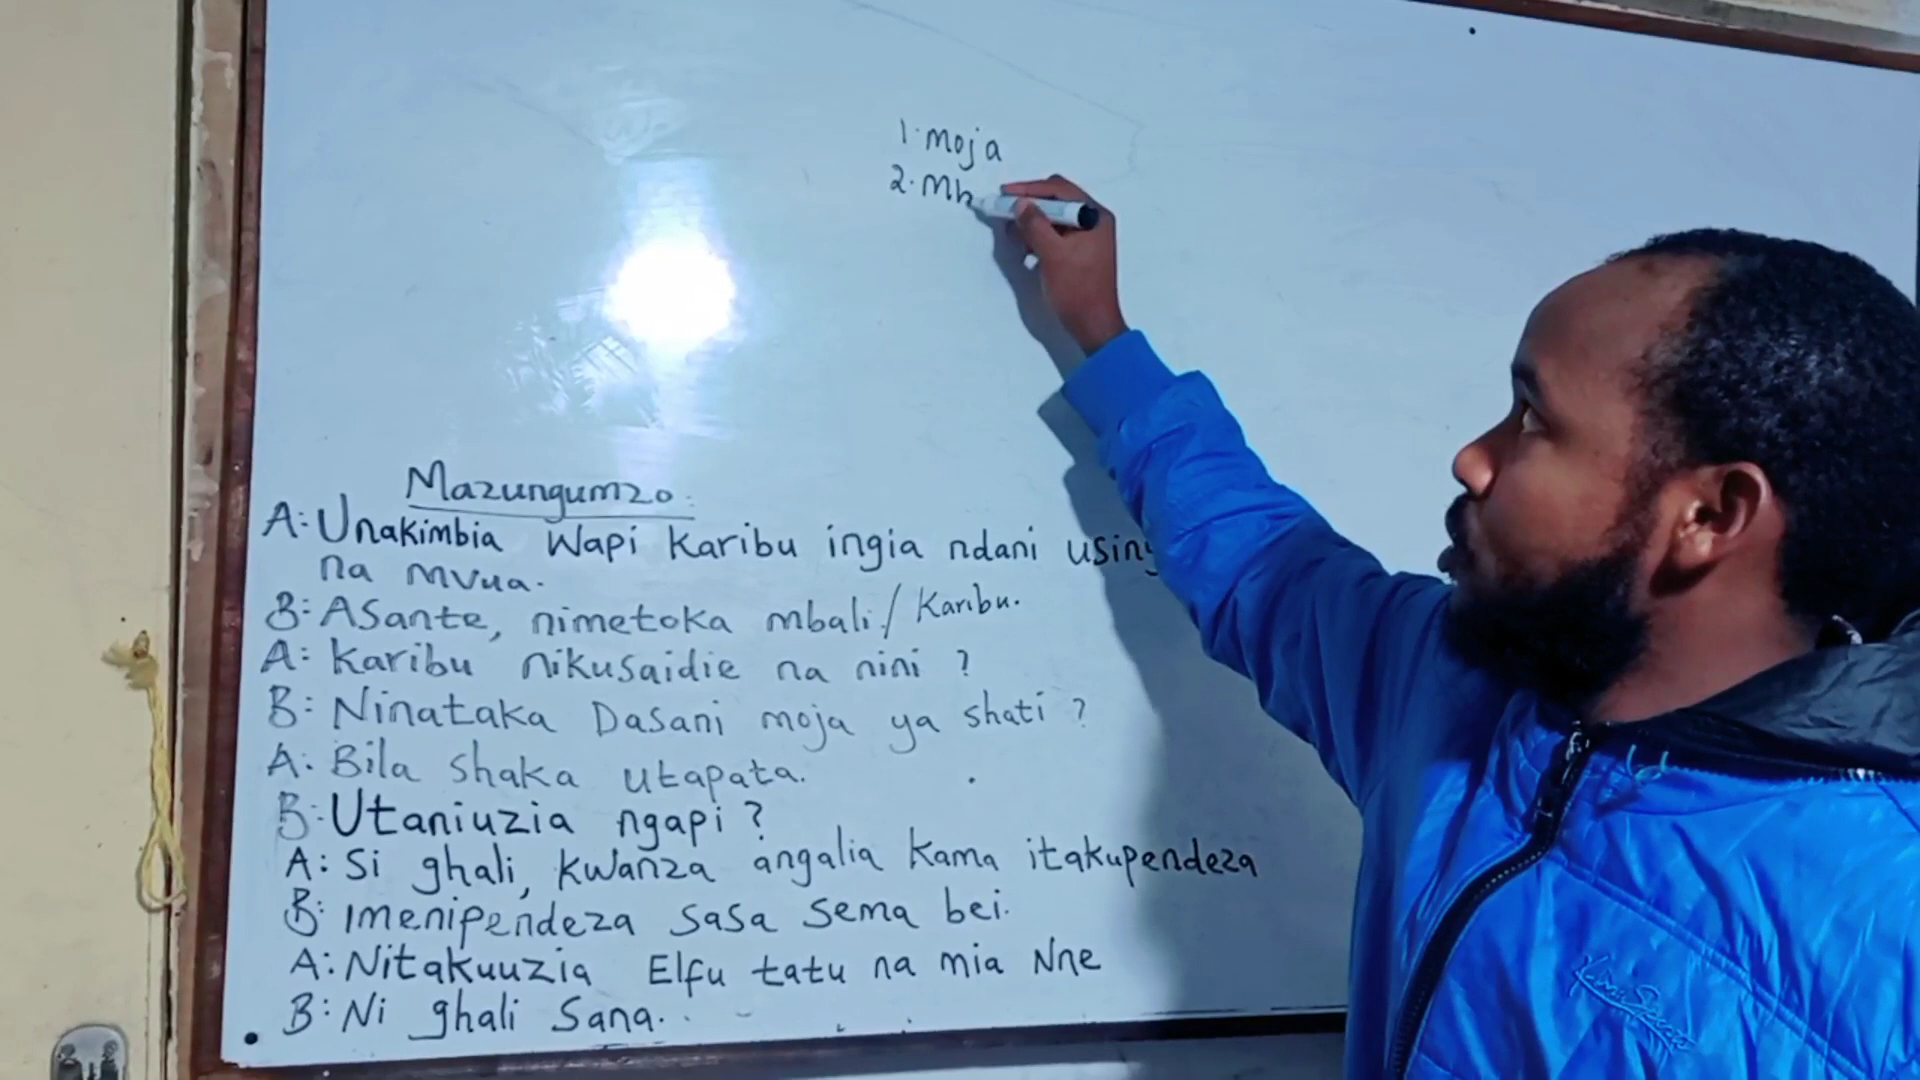 1. Moja
2. Mb
Mazungumzo:
A: Unakimbia wapi karibu ingia ndani
na mvua.
B: Asante, nimetoka mbali / karibu.
A: Karibu nikusaidie na nini ?
B: Ninataka Dasani moja ya shati ?
A: Bila shaka utapata.
B: Utaniuzia ngapi ?
A: Si ghali, kwanza angalia kama itakupendeza
B: Imenipendeza sasa sema bei.
A: Nitakuuzia Elfu tatu na mia Nne
B: Ni ghali Sana.